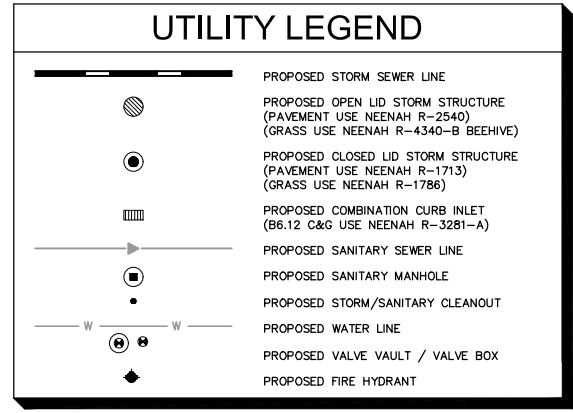 UTILITY LEGEND
PROPOSED STORM SEWER LINE
PROPOSED OPEN LID STORM STRUCTURE
(PAVEMENT USE NEENAH R-2540)
(GRASS USE NEENAH R-4340-B BEEHIVE)
PROPOSED CLOSED LID STORM STRUCTURE
(PAVEMENT USE NEENAH R-1713)
(GRASS USE NEENAH R-1786)
PROPOSED COMBINATION CURB INLET
(B6.12 C&G USE NEENAH R-3281-A)
PROPOSED SANITARY SEWER LINE
PROPOSED SANITARY MANHOLE
PROPOSED STORM/SANITARY CLEANOUT
W W PROPOSED WATER LINE
PROPOSED VALVE VAULT / VALVE BOX
PROPOSED FIRE HYDRANT